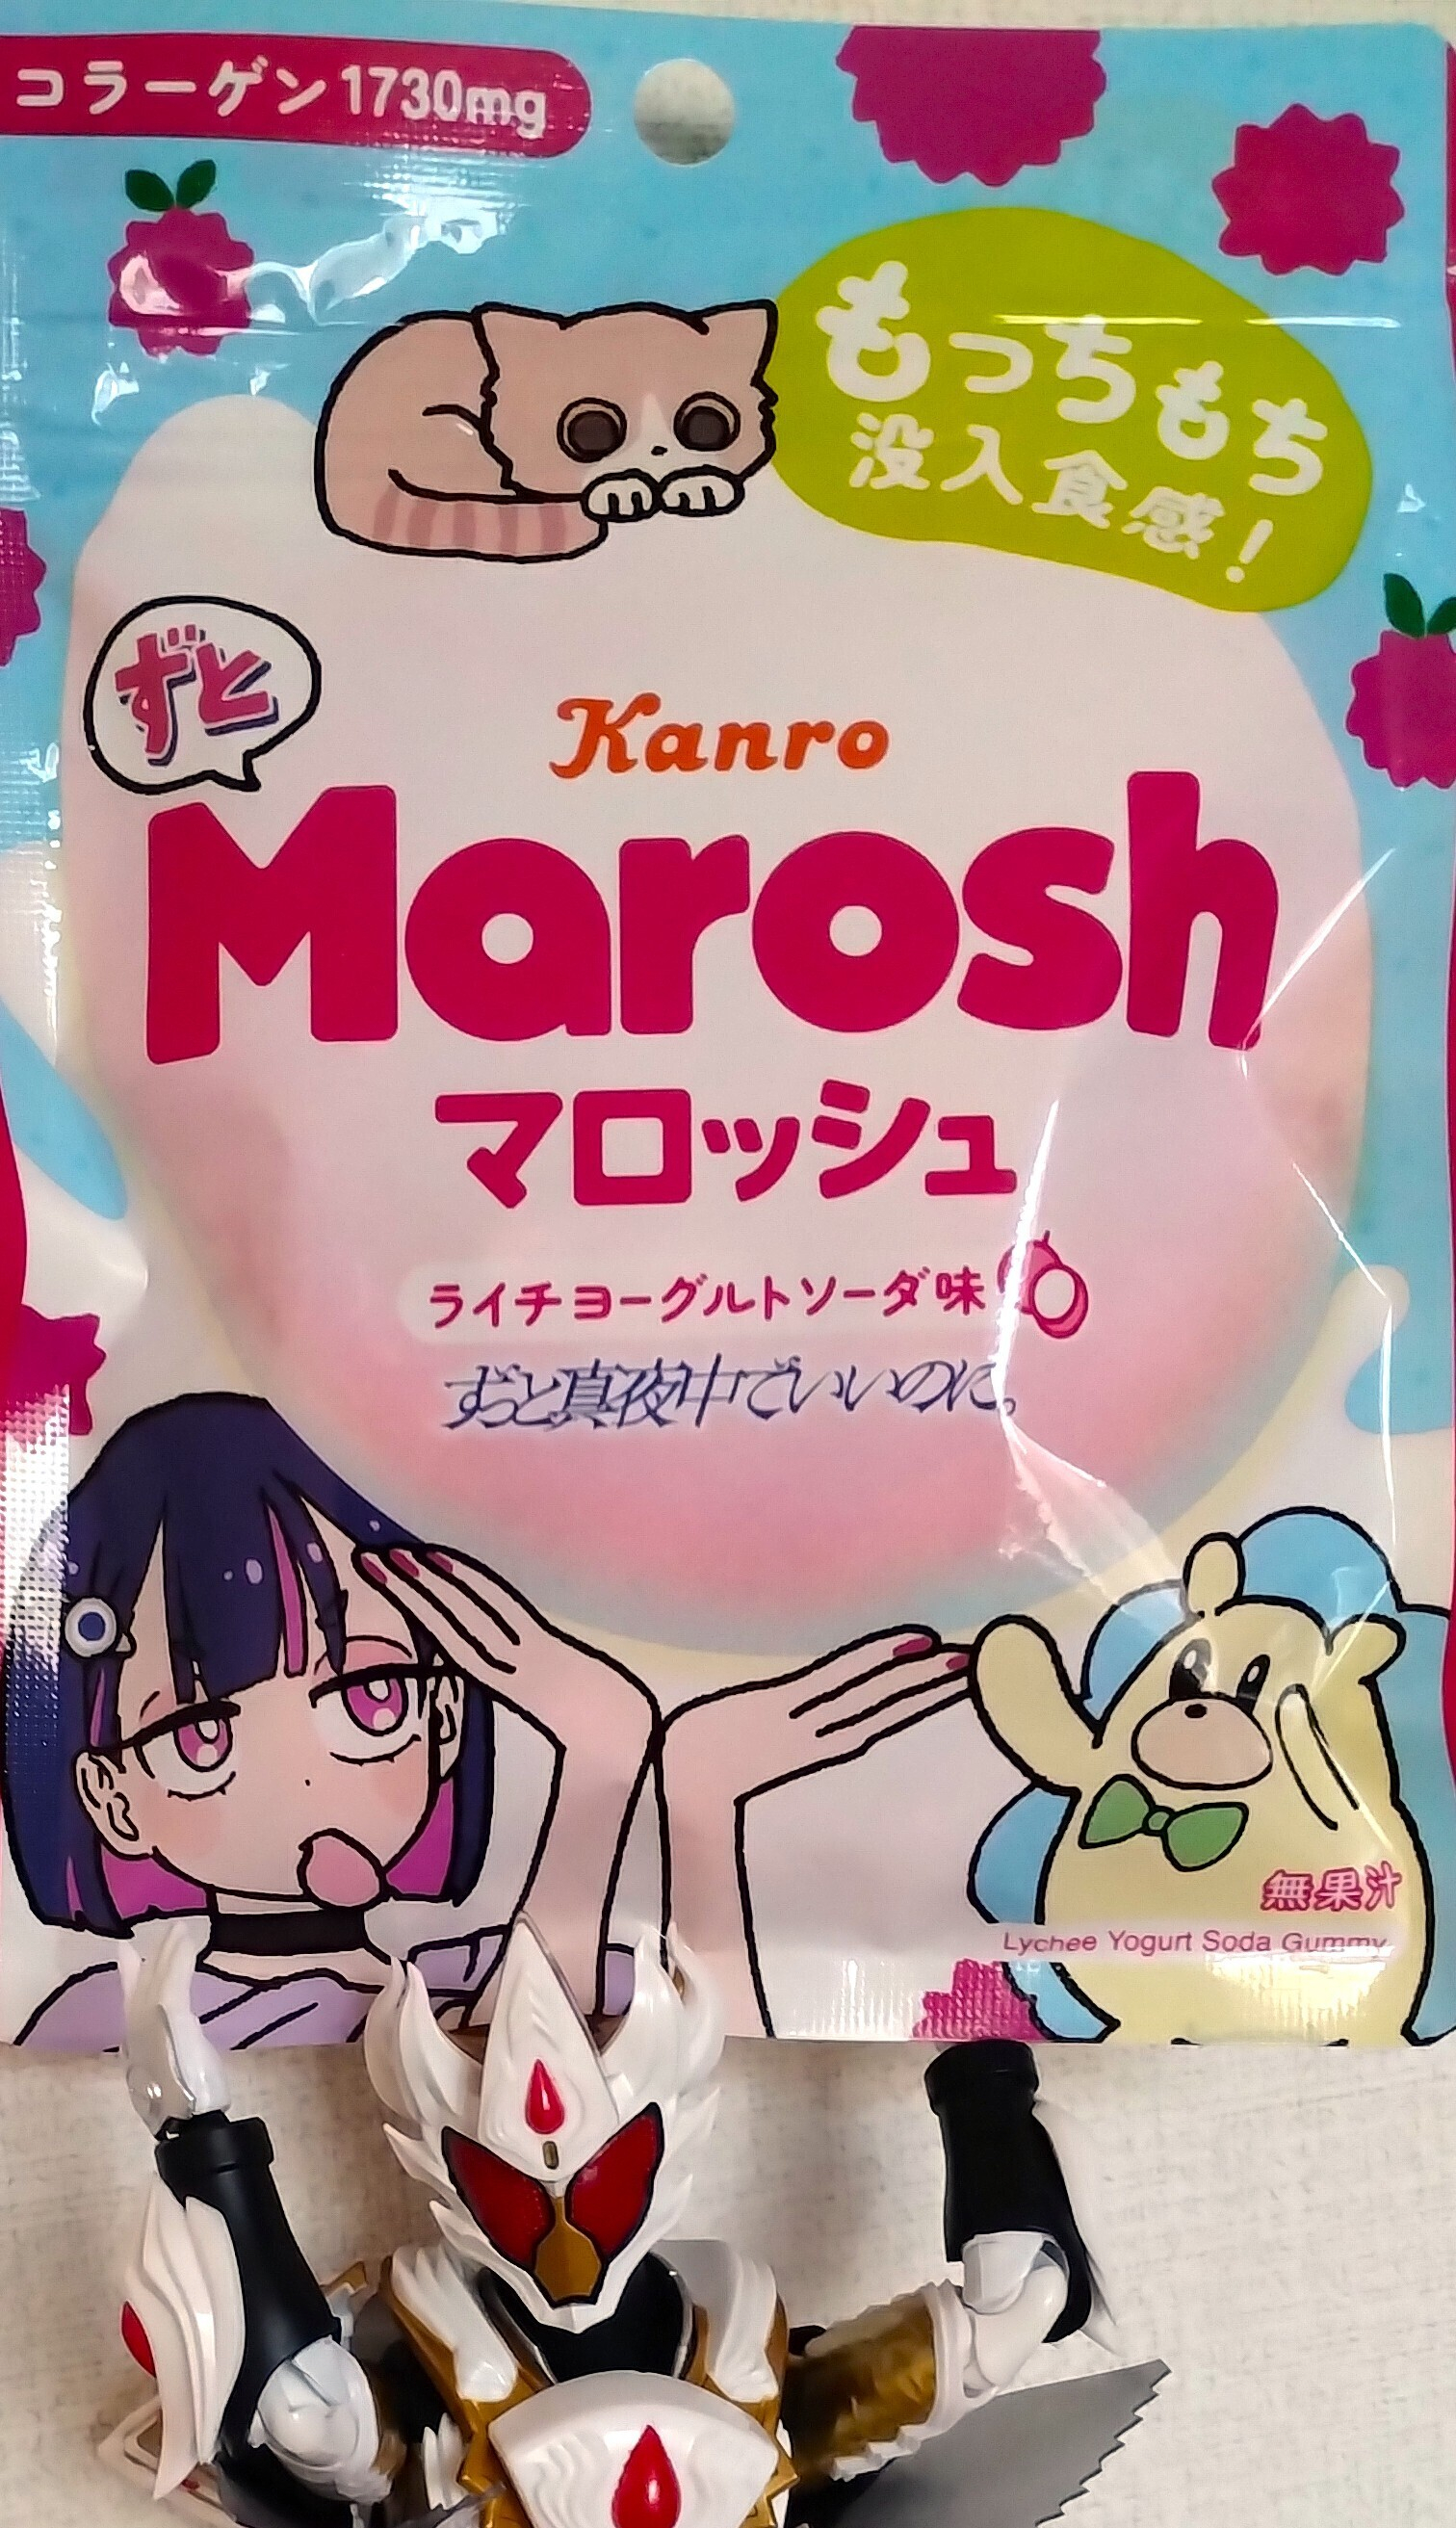 コラーゲン1730mg
もっちもち
没入食感！
ずと
Kanro
Marosh
マロッシュ
ライチヨーグルトソーダ味
ずっと真夜中でいいのに。
無果汁
Lychee Yogurt Soda Gummy